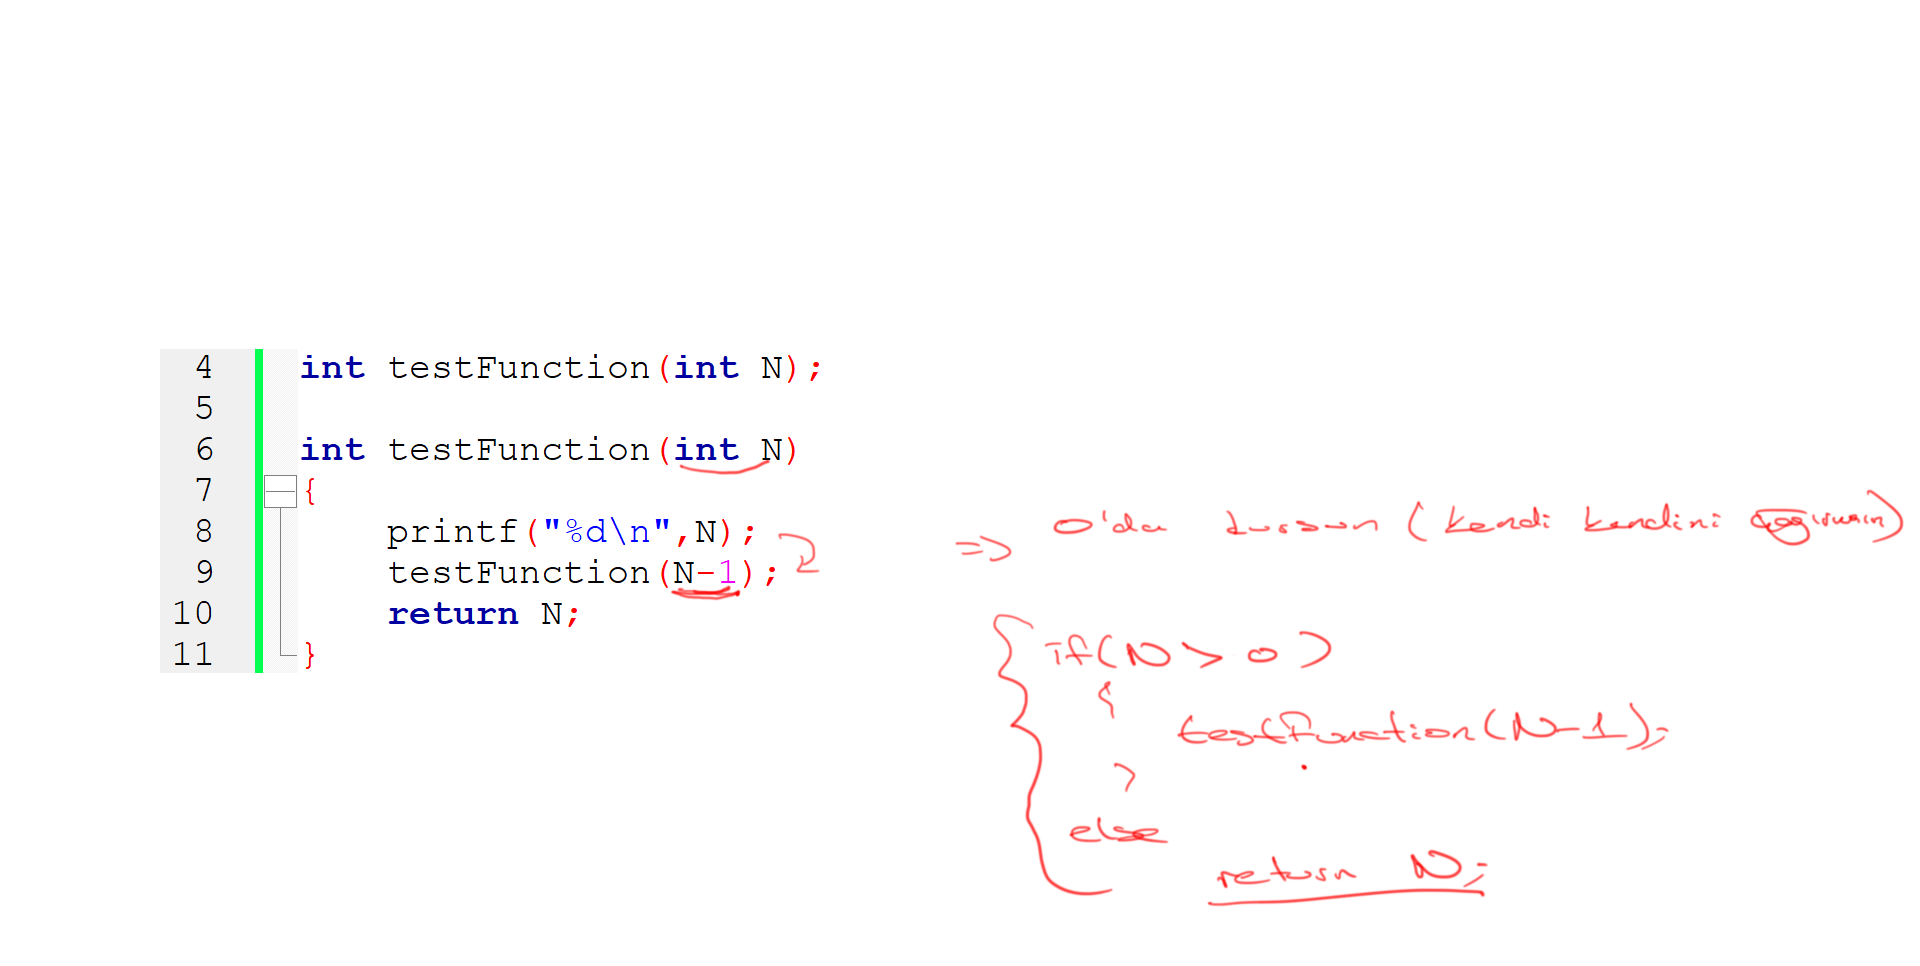 4 int testFunction(int N);
5
6 int testFunction(int N)
7 {
8 printf("%d\n",N);
9 testFunction(N-1);
10 return N;
11 }
=> 0'da dursun (kendi kendini çağırmasın)
if(N > 0)
{
testFunction(N-1);
}
else
return N;